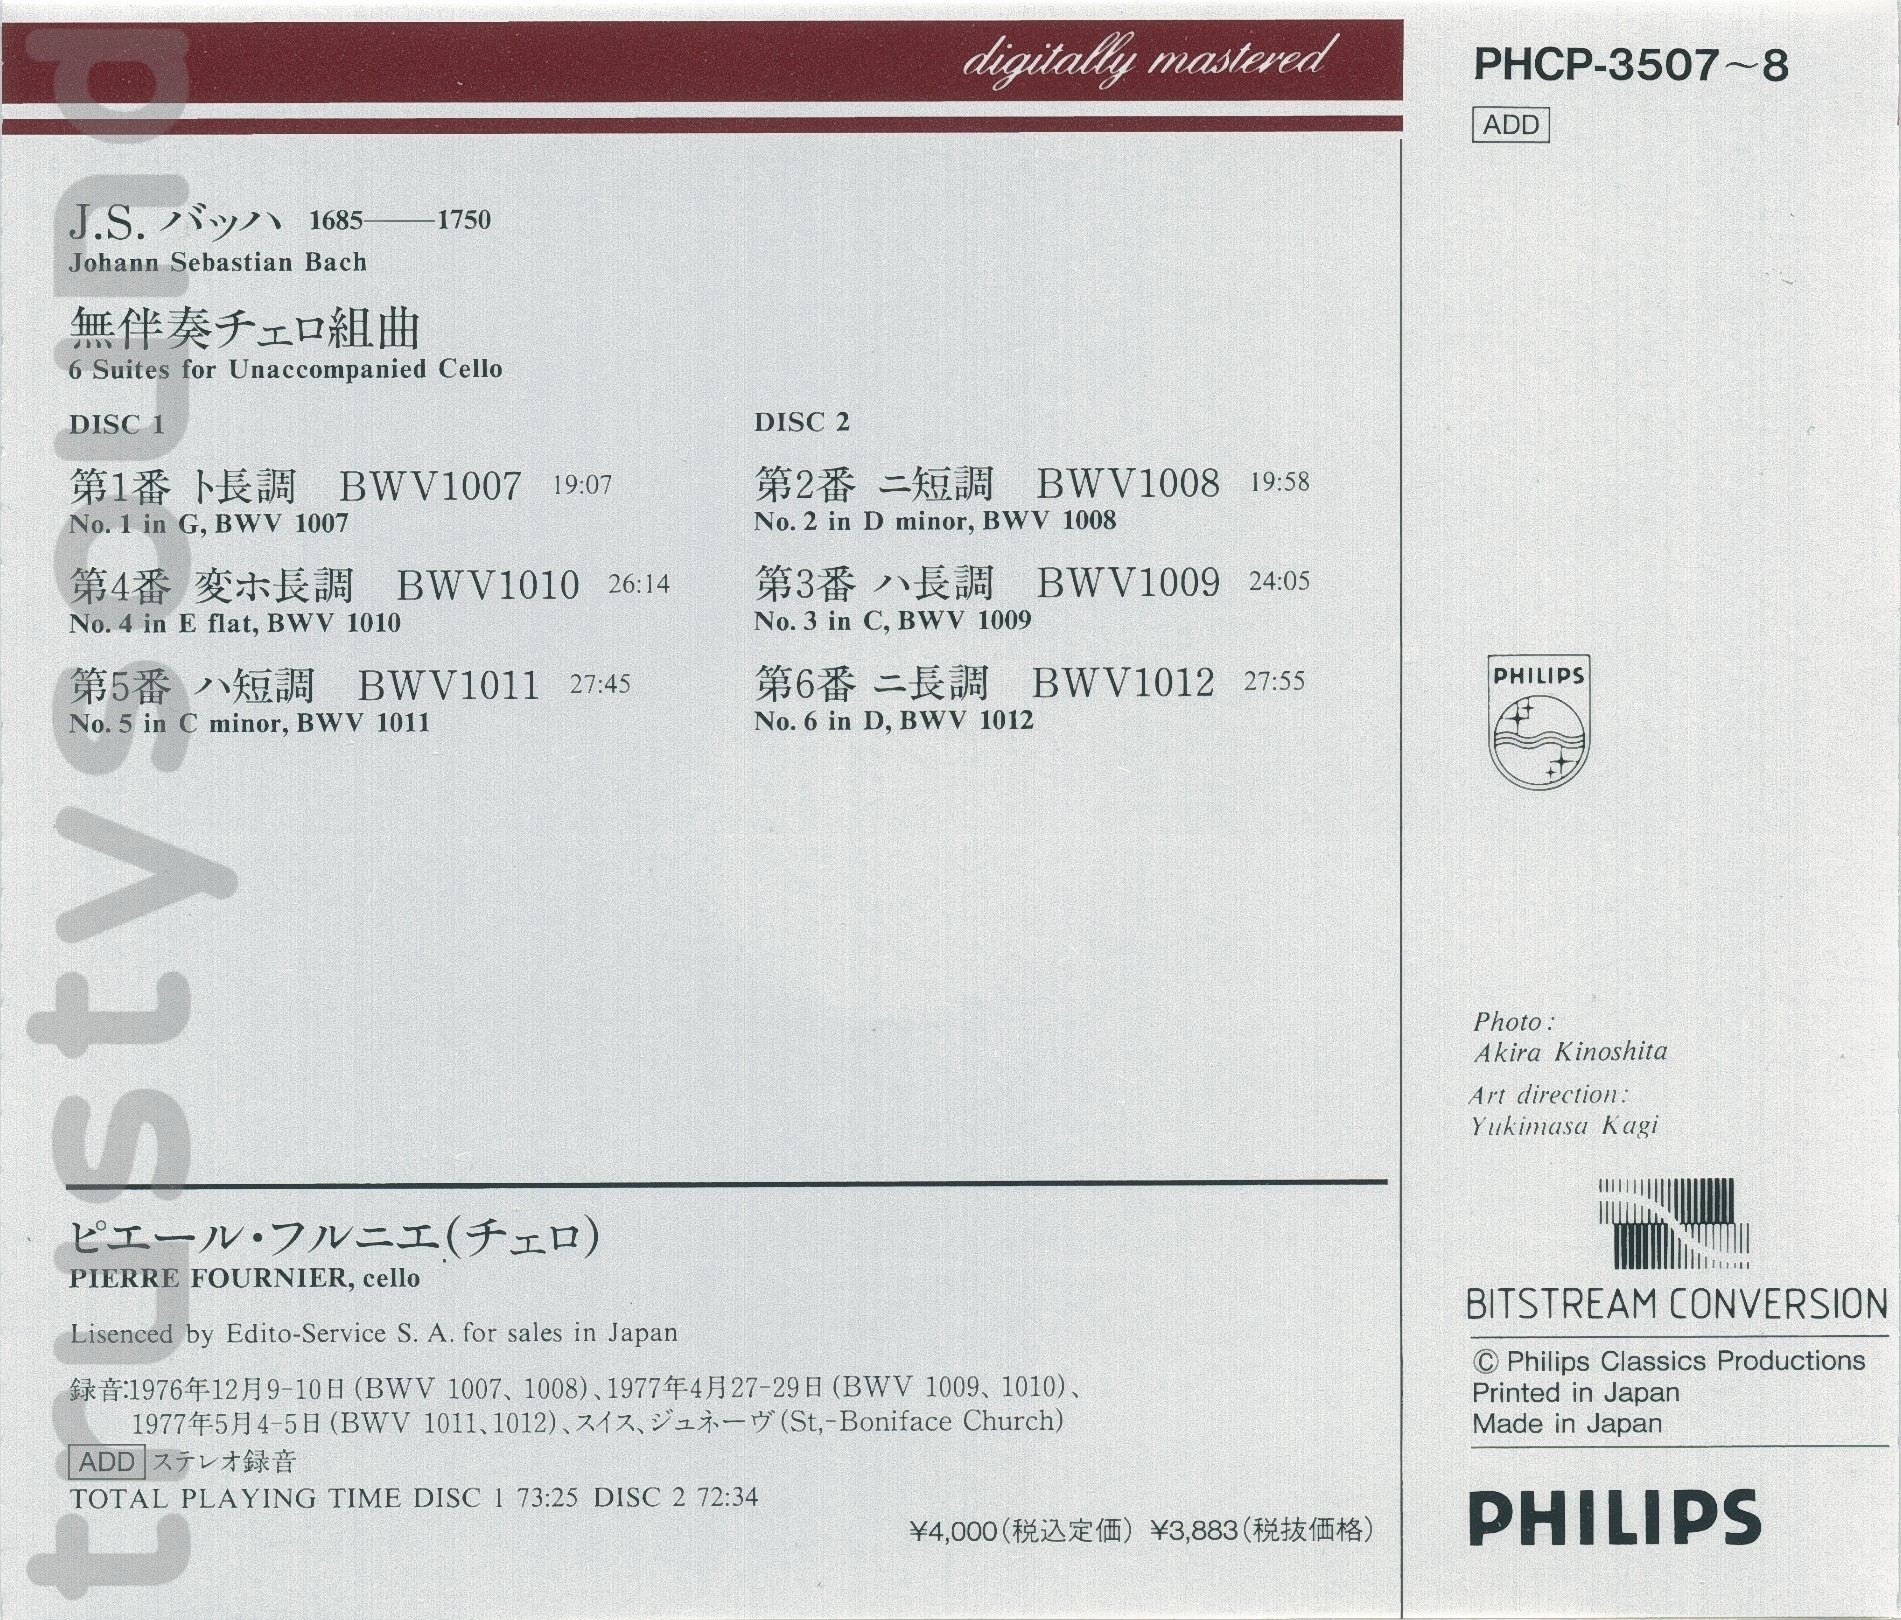 digitally mastered
PHCP-3507～8
ADD
J.S. バッハ 1685――1750
Johann Sebastian Bach
無伴奏チェロ組曲
6 Suites for Unaccompanied Cello
DISC 1
第1番 ト長調 BWV1007 19:07
No. 1 in G, BWV 1007
第4番 変ホ長調 BWV1010 26:14
No. 4 in E flat, BWV 1010
第5番 ハ短調 BWV1011 27:45
No. 5 in C minor, BWV 1011
DISC 2
第2番 ニ短調 BWV1008 19:58
No. 2 in D minor, BWV 1008
第3番 ハ長調 BWV1009 24:05
No. 3 in C, BWV 1009
第6番 ニ長調 BWV1012 27:55
No. 6 in D, BWV 1012
ピエール・フルニエ(チェロ)
PIERRE FOURNIER, cello
Lisenced by Edito-Service S. A. for sales in Japan
録音:1976年12月9-10日(BWV 1007、1008)、1977年4月27-29日(BWV 1009、1010)、
1977年5月4-5日(BWV 1011、1012)、スイス、ジュネーヴ(St,-Boniface Church)
ADD ステレオ録音
TOTAL PLAYING TIME DISC 1 73:25 DISC 2 72:34
¥4,000(税込定価) ¥3,883(税抜価格)
PHILIPS
Photo:
Akira Kinoshita
Art direction:
Yukimasa Kagi
BITSTREAM CONVERSION
© Philips Classics Productions
Printed in Japan
Made in Japan
PHILIPS
trustysound